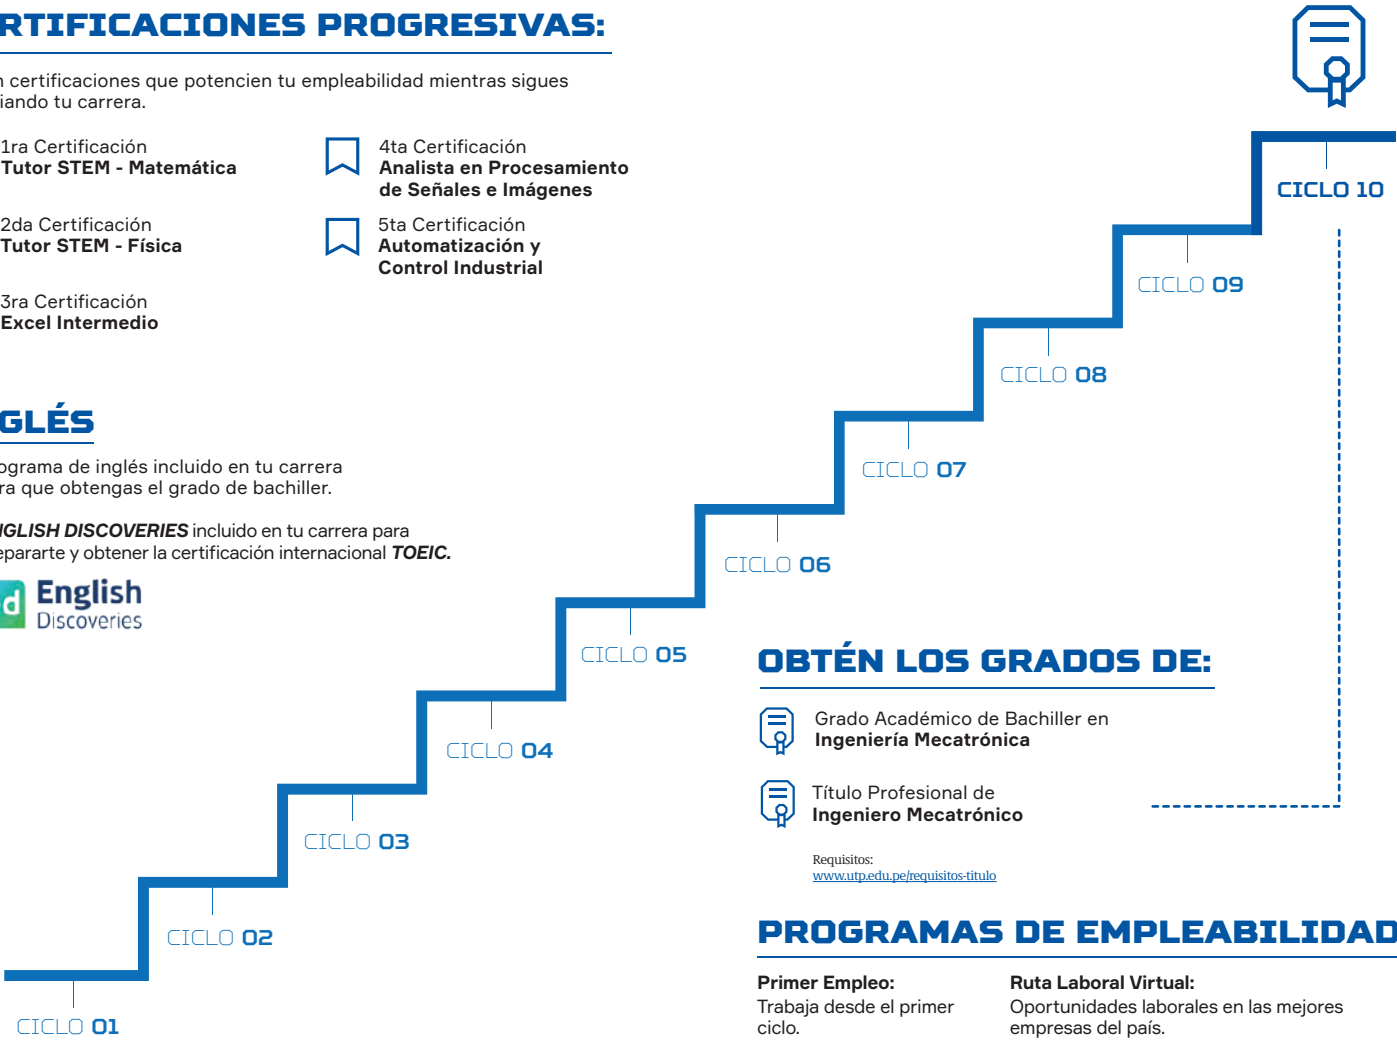 RTIFICACIONES PROGRESIVAS:
n certificaciones que potencien tu empleabilidad mientras sigues
iando tu carrera.
1ra Certificación
Tutor STEM - Matemática
2da Certificación
Tutor STEM - Física
3ra Certificación
Excel Intermedio
4ta Certificación
Analista en Procesamiento
de Señales e Imágenes
5ta Certificación
Automatización y
Control Industrial
GLÉS
ograma de inglés incluido en tu carrera
ra que obtengas el grado de bachiller.
NGLISH DISCOVERIES incluido en tu carrera para
epararte y obtener la certificación internacional TOEIC.
ed English
Discoveries
CICLO 10
CICLO 09
CICLO 08
CICLO 07
CICLO 06
CICLO 05
CICLO 04
CICLO 03
CICLO 02
CICLO 01
OBTÉN LOS GRADOS DE:
Grado Académico de Bachiller en
Ingeniería Mecatrónica
Título Profesional de
Ingeniero Mecatrónico
Requisitos:
www.utp.edu.pe/requisitos-titulo
PROGRAMAS DE EMPLEABILIDAD
Primer Empleo:
Trabaja desde el primer
ciclo.
Ruta Laboral Virtual:
Oportunidades laborales en las mejores
empresas del país.